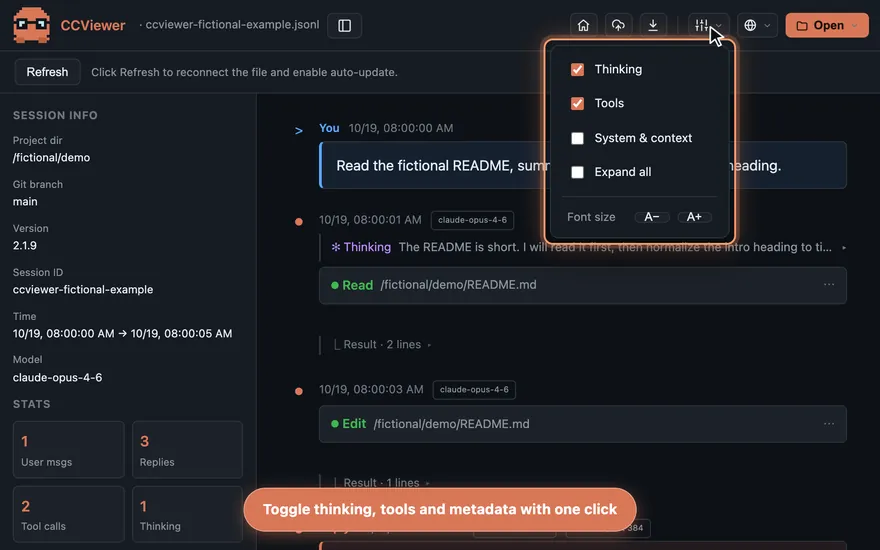 CCViewer · ccviewer-fictional-example.jsonl
Open
Refresh Click Refresh to reconnect the file and enable auto-update.
SESSION INFO
Project dir
/fictional/demo
Git branch
main
Version
2.1.9
Session ID
ccviewer-fictional-example
Time
10/19, 08:00:00 AM → 10/19, 08:00:05 AM
Model
claude-opus-4-6
STATS
1
User msgs
3
Replies
2
Tool calls
1
Thinking
> You 10/19, 08:00:00 AM
Read the fictional README, heading.
10/19, 08:00:01 AM claude-opus-4-6
✻ Thinking The README is short. I will read it first, then normalize the intro heading to ti...
Read /fictional/demo/README.md ...
Result · 2 lines
10/19, 08:00:03 AM claude-opus-4-6
Edit /fictional/demo/README.md ...
Result · 1 lines
Thinking
Tools
System & context
Expand all
Font size A− A+
Toggle thinking, tools and metadata with one click